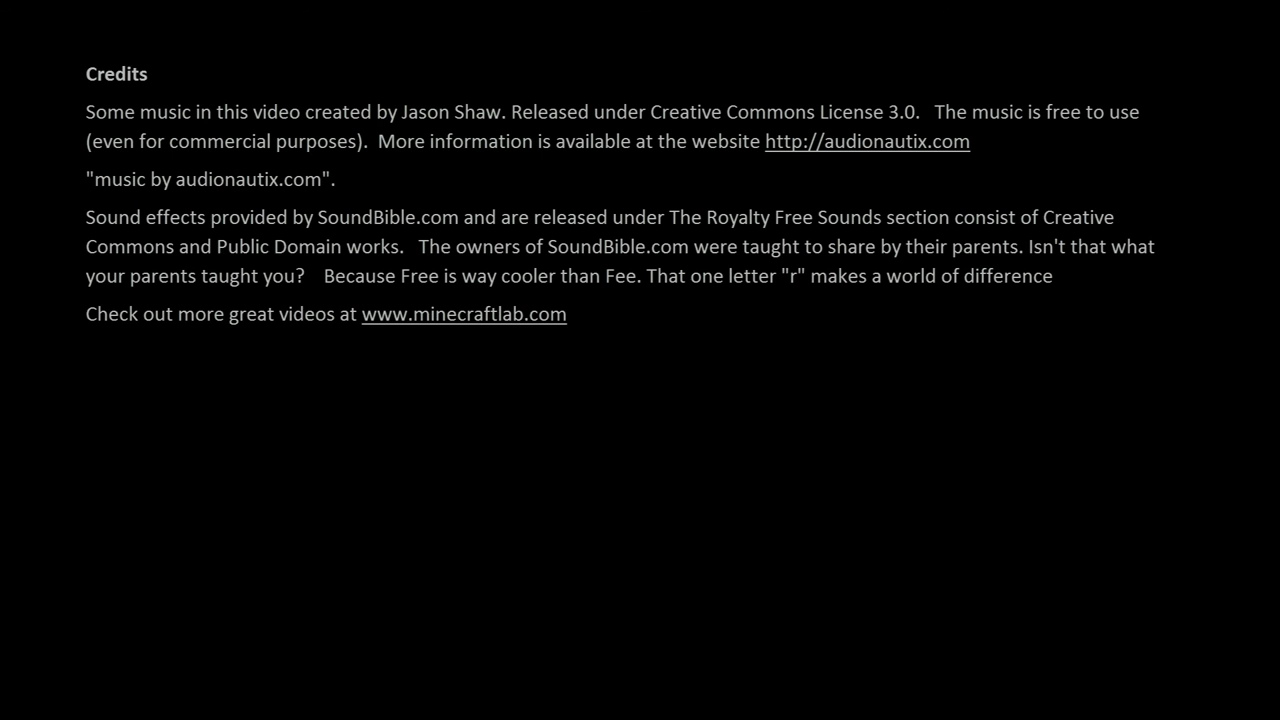 Credits
Some music in this video created by Jason Shaw. Released under Creative Commons License 3.0.   The music is free to use
(even for commercial purposes).  More information is available at the website http://audionautix.com
"music by audionautix.com".
Sound effects provided by SoundBible.com and are released under The Royalty Free Sounds section consist of Creative
Commons and Public Domain works.   The owners of SoundBible.com were taught to share by their parents. Isn't that what
your parents taught you?    Because Free is way cooler than Fee. That one letter "r" makes a world of difference
Check out more great videos at www.minecraftlab.com